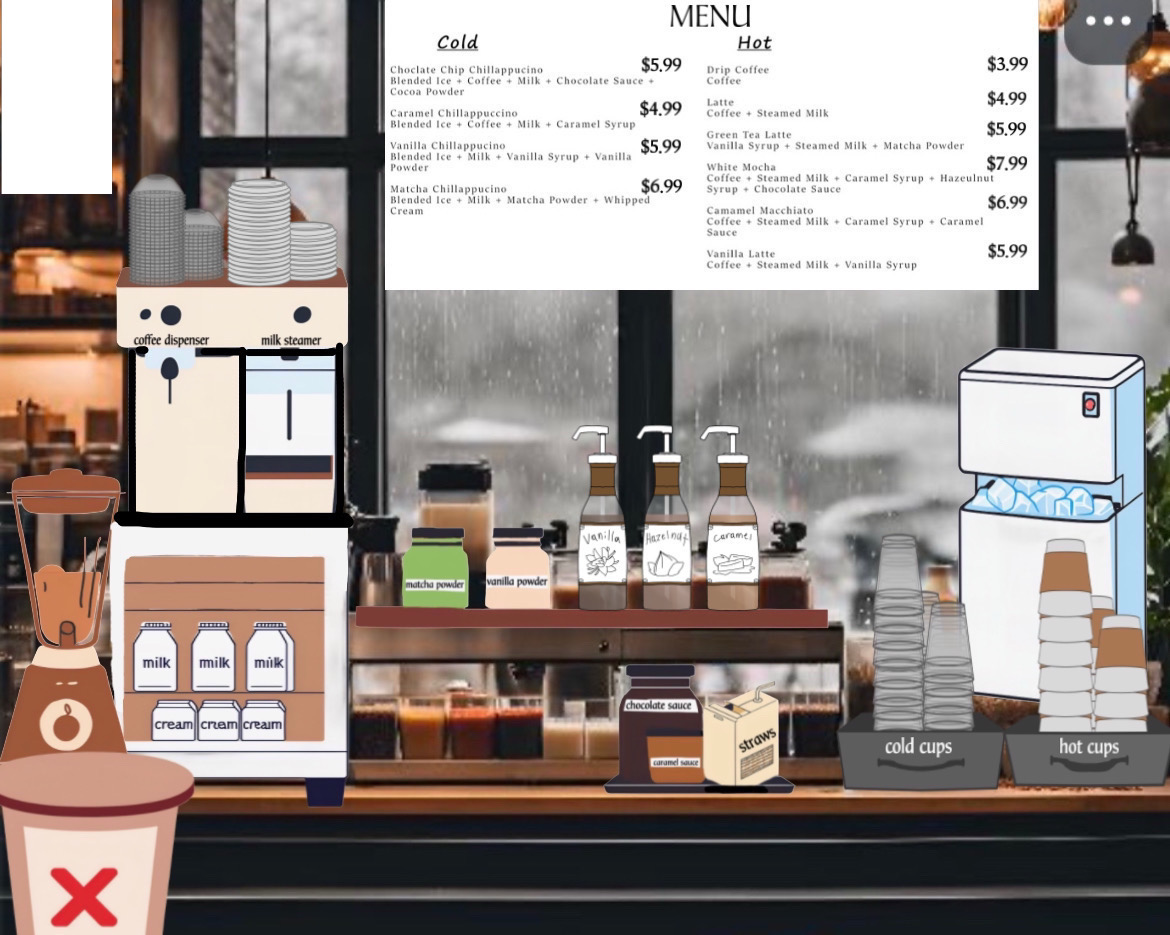 MENU
Cold
Choclate Chip Chillappucino
$5.99
Blended Ice + Coffee + Milk + Chocolate Sauce +
Cocoa Powder
Caramel Chillappuccino
$4.99
Blended Ice + Coffee + Milk + Caramel Syrup
Vanilla Chillappucino
$5.99
Blended Ice + Milk + Vanilla Syrup + Vanilla
Powder
Matcha Chillappucino
$6.99
Blended Ice + Milk + Matcha Powder + Whipped
Cream
Hot
Drip Coffee
$3.99
Coffee
Latte
$4.99
Coffee + Steamed Milk
Green Tea Latte
$5.99
Vanilla Syrup + Steamed Milk + Matcha Powder
White Mocha
$7.99
Coffee + Steamed Milk + Caramel Syrup + Hazeulnut
Syrup + Chocolate Sauce
Camamel Macchiato
$6.99
Coffee + Steamed Milk + Caramel Syrup + Caramel
Sauce
Vanilla Latte
$5.99
Coffee + Steamed Milk + Vanilla Syrup
coffee dispenser
milk steamer
Vanilla
Hazelnut
Caramel
matcha powder
vanilla powder
milk
milk
milk
cream
cream
cream
chocolate sauce
caramel sauce
straws
cold cups
hot cups